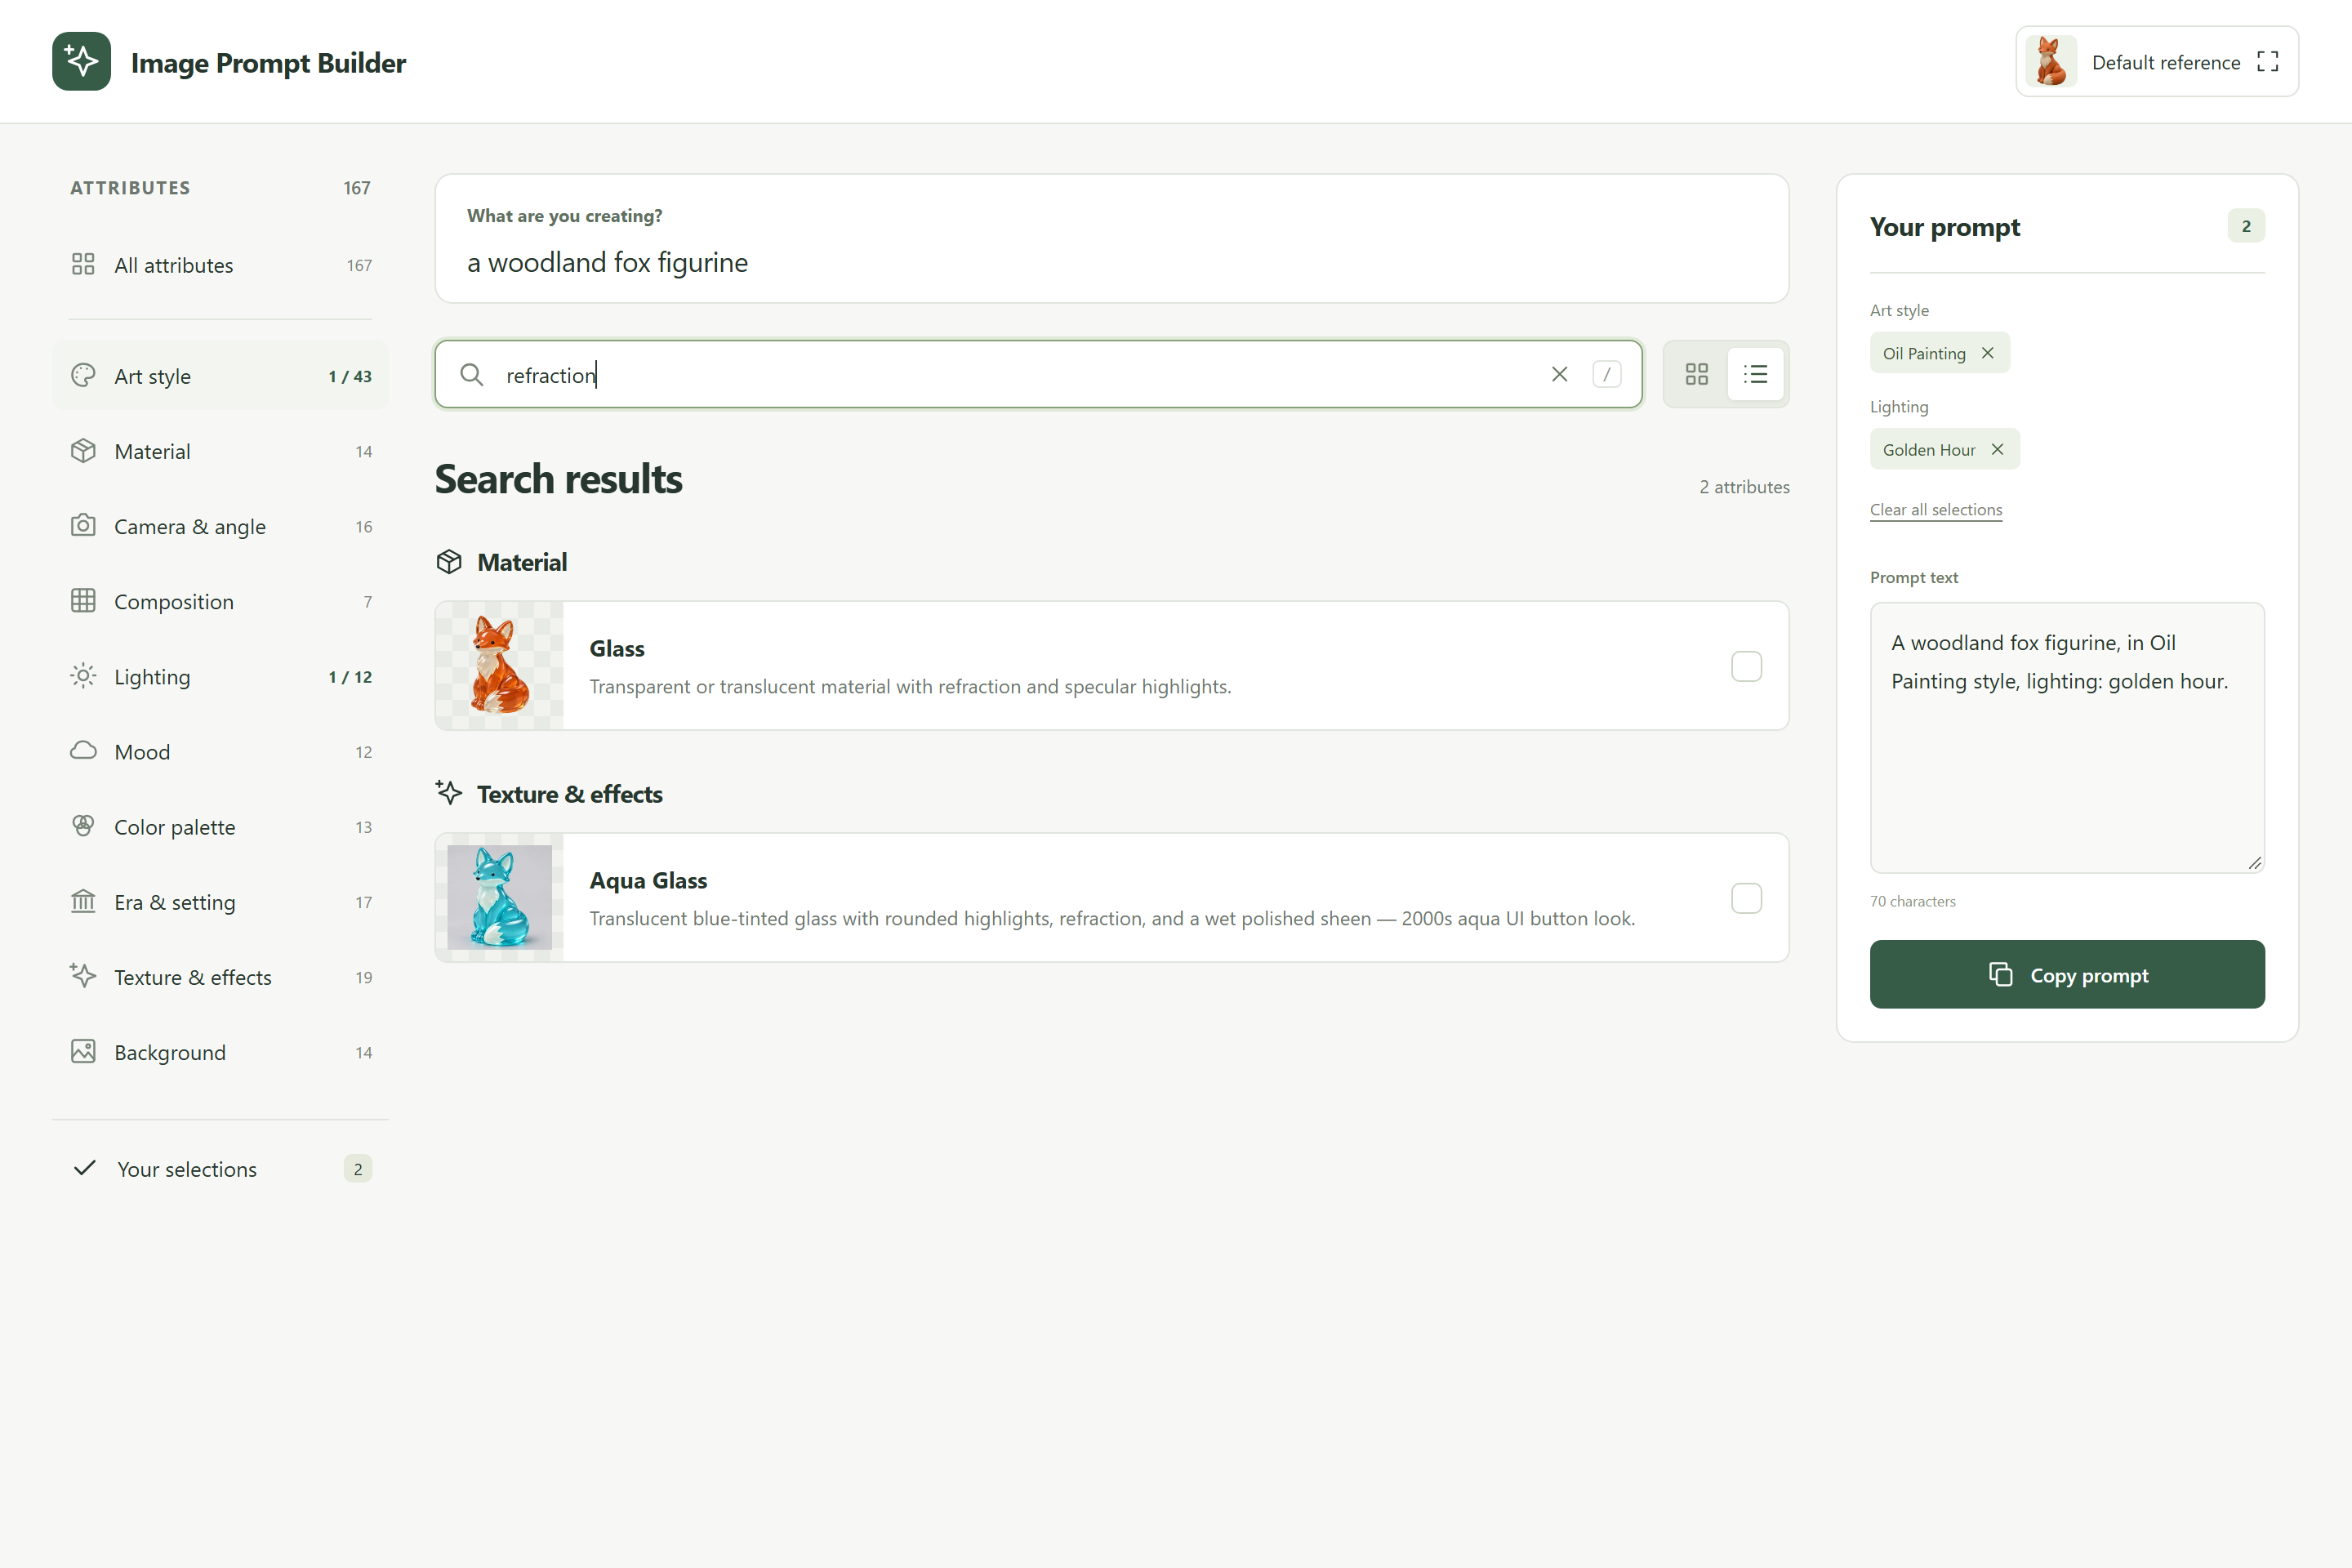 Image Prompt Builder
Default reference
ATTRIBUTES 167
All attributes 167
Art style 1 / 43
Material 14
Camera & angle 16
Composition 7
Lighting 1 / 12
Mood 12
Color palette 13
Era & setting 17
Texture & effects 19
Background 14
Your selections 2
What are you creating?
a woodland fox figurine
refraction /
Search results
2 attributes
Material
Glass
Transparent or translucent material with refraction and specular highlights.
Texture & effects
Aqua Glass
Translucent blue-tinted glass with rounded highlights, refraction, and a wet polished sheen — 2000s aqua UI button look.
Your prompt 2
Art style
Oil Painting
Lighting
Golden Hour
Clear all selections
Prompt text
A woodland fox figurine, in Oil
Painting style, lighting: golden hour.
70 characters
Copy prompt